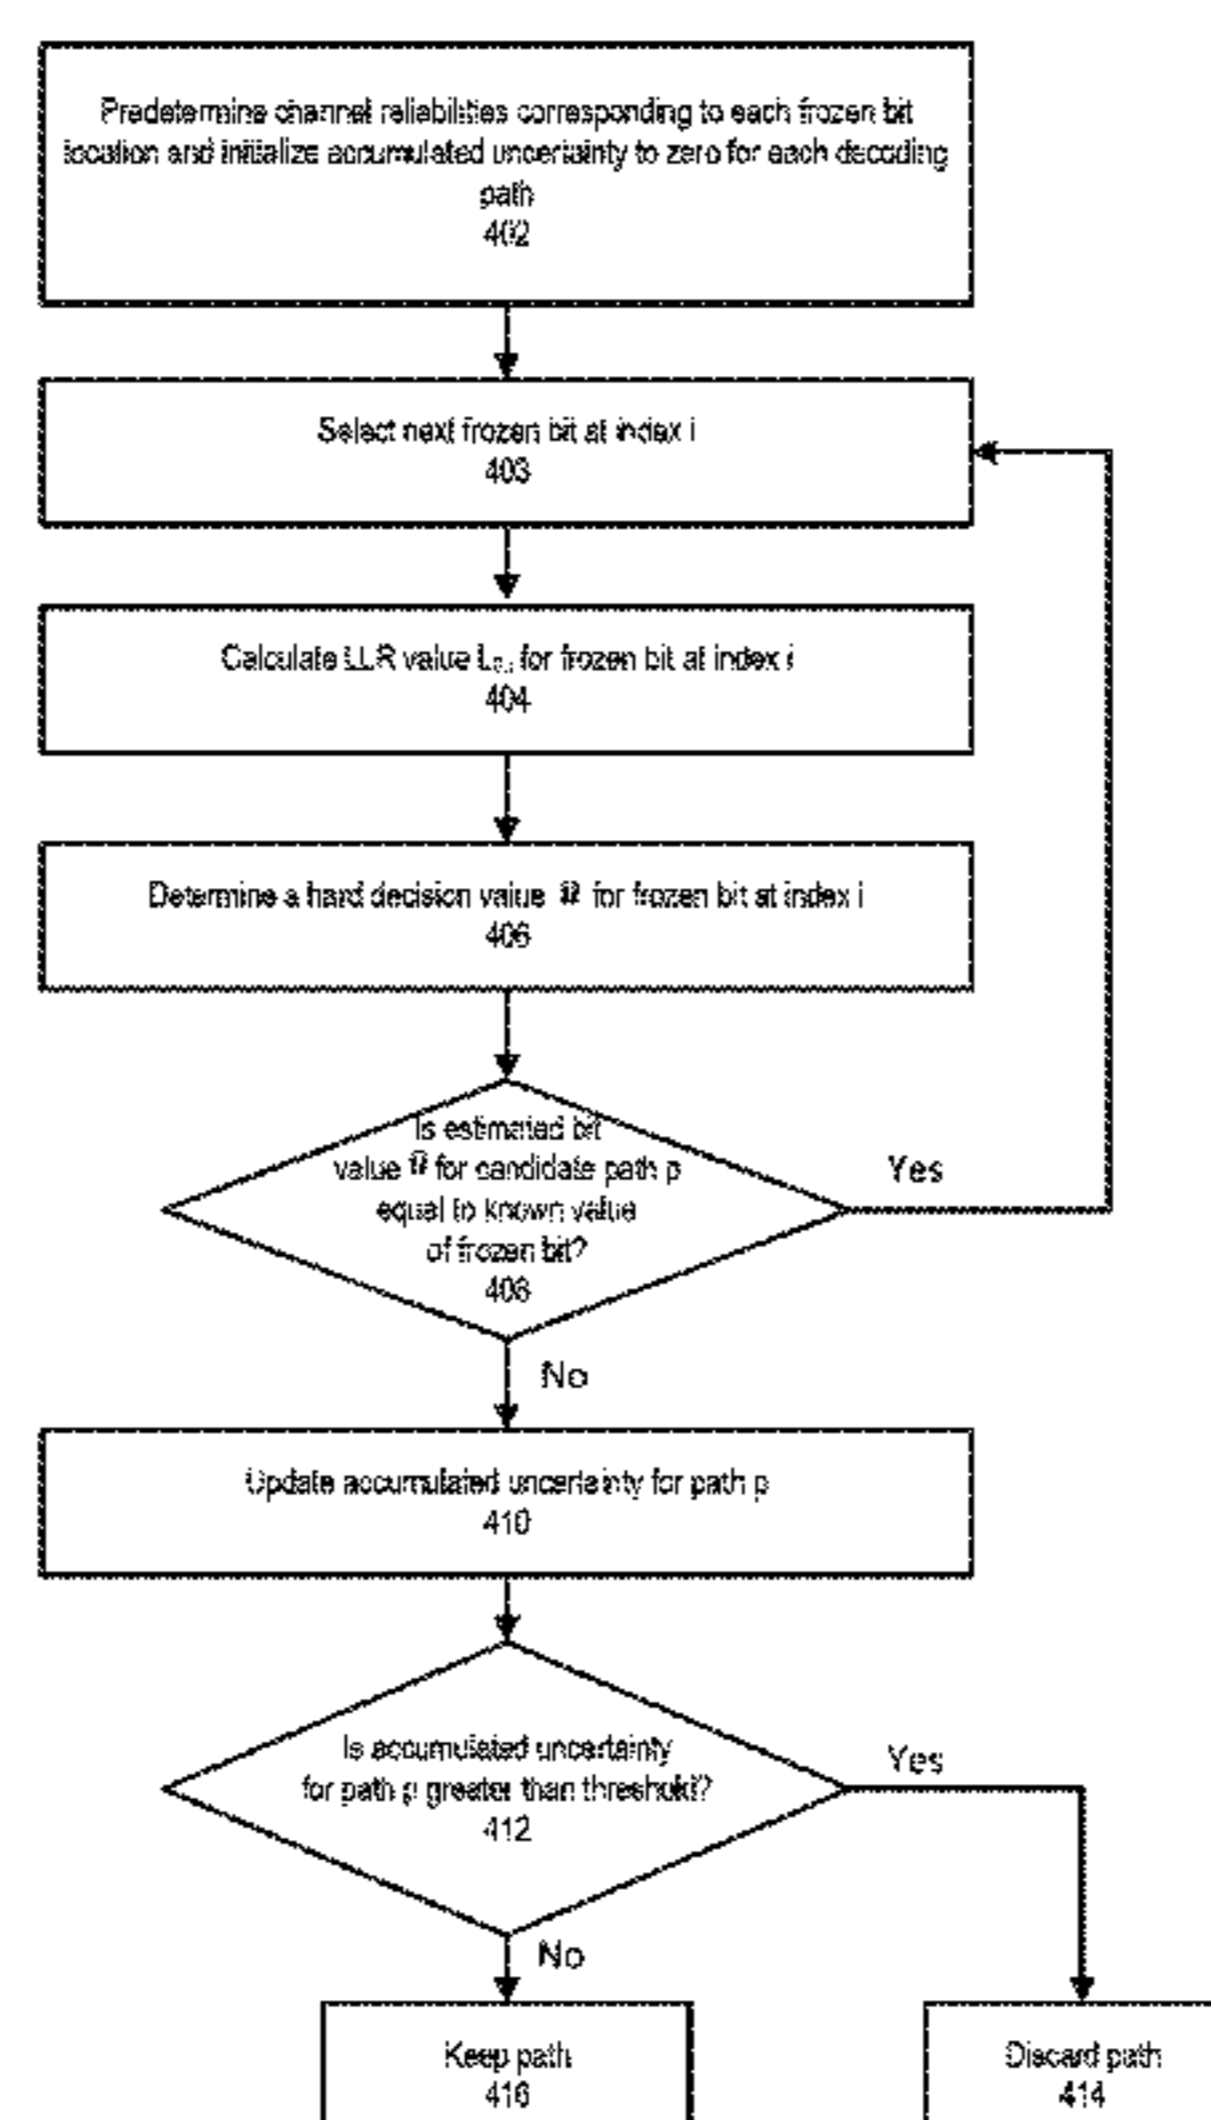 Predetermine channel reliabilities corresponding to each frozen bit
location and initialize accumulated uncertainty to zero for each decoding
path
402
Select next frozen bit at index i
403
Calculate LLR value L for frozen bit at index i
404
Determine a hard decision value û for frozen bit at index i
406
Is estimated bit
value û for candidate path p
equal to known value
of frozen bit?
408
Yes
No
Update accumulated uncertainty for path p
410
Is accumulated uncertainty
for path p greater than threshold?
412
Yes
No
Keep path
416
Discard path
414